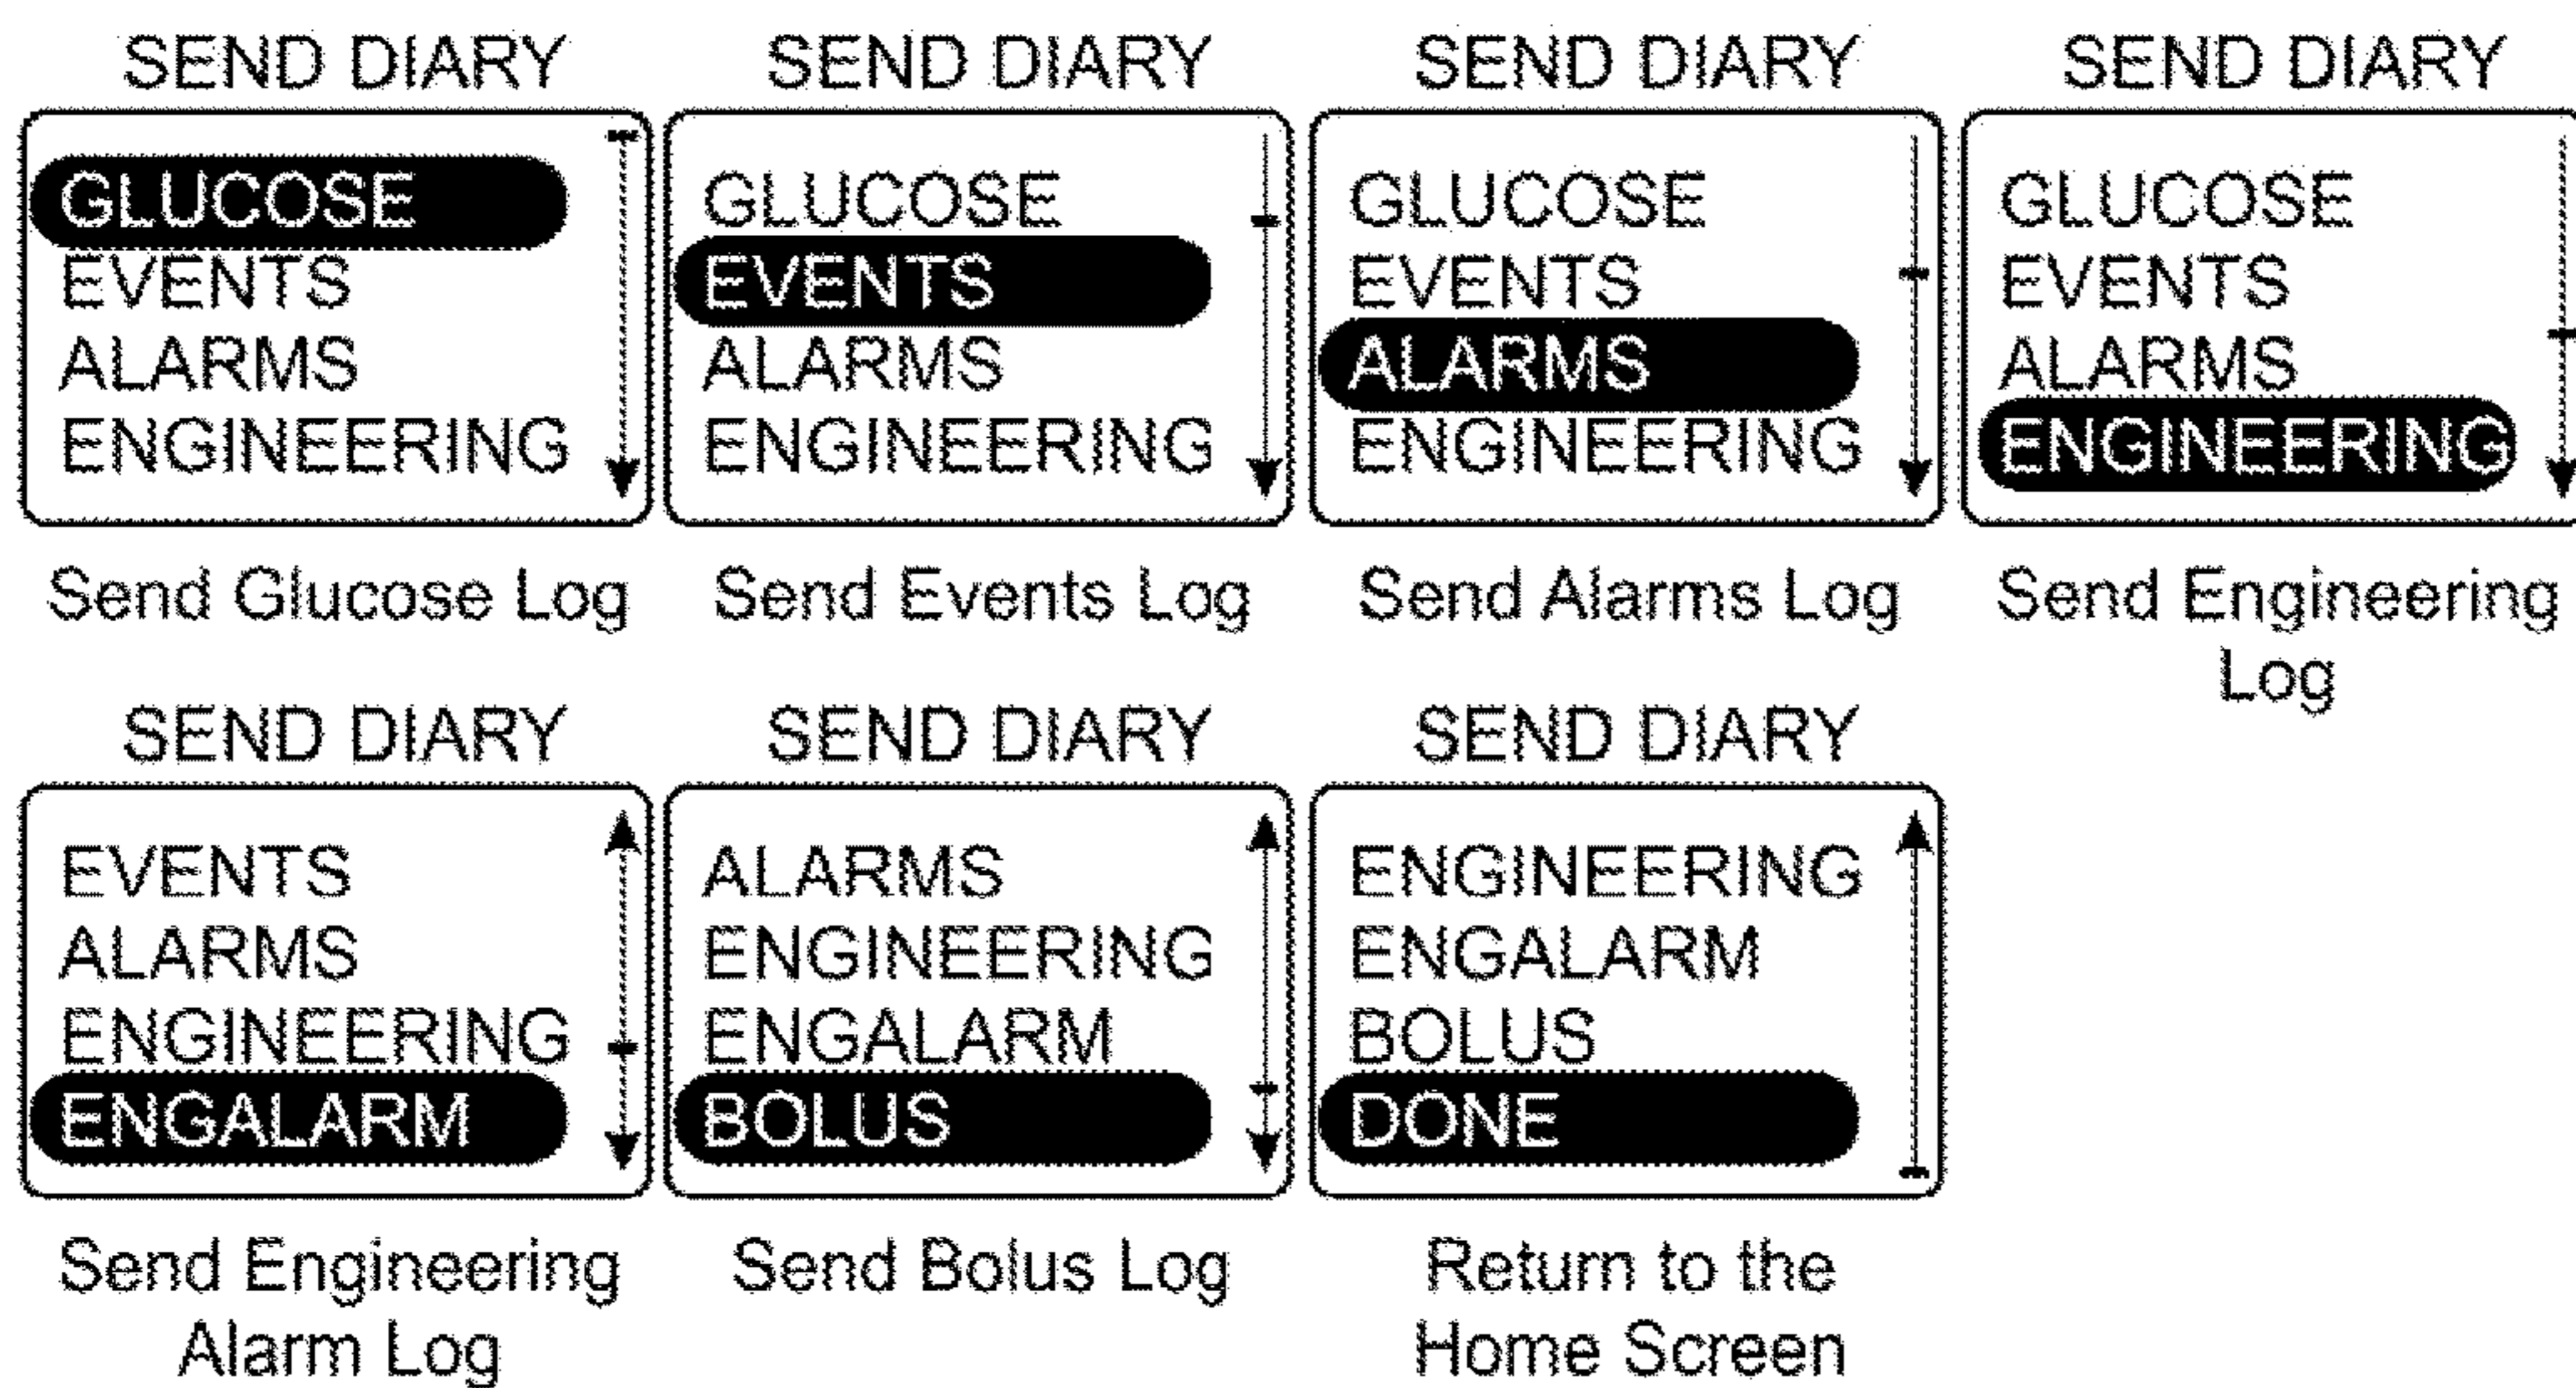 SEND DIARY
GLUCOSE
EVENTS
ALARMS
ENGINEERING
Send Glucose Log
SEND DIARY
GLUCOSE
EVENTS
ALARMS
ENGINEERING
Send Events Log
SEND DIARY
GLUCOSE
EVENTS
ALARMS
ENGINEERING
Send Alarms Log
SEND DIARY
GLUCOSE
EVENTS
ALARMS
ENGINEERING
Send Engineering
Log
SEND DIARY
EVENTS
ALARMS
ENGINEERING
ENGALARM
Send Engineering
Alarm Log
SEND DIARY
ALARMS
ENGINEERING
ENGALARM
BOLUS
Send Bolus Log
SEND DIARY
ENGINEERING
ENGALARM
BOLUS
DONE
Return to the
Home Screen